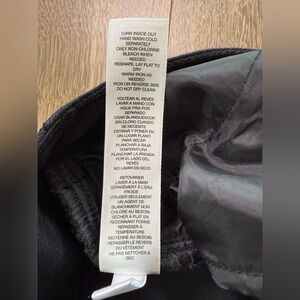 TURN INSIDE OUT
HAND WASH COLD
SEPARATELY
ONLY NON-CHLORINE
BLEACH WHEN
NEEDED
RESHAPE, LAY FLAT TO
DRY
WARM IRON AS
NEEDED
IRON ON REVERSE SIDE
DO NOT DRY CLEAN
VOLTEAR AL REVÉS
LAVAR A MANO CON
AGUA FRIA POR
SEPARADO
USAR BLANQUEADOR
SIN CLORO CUANDO
SE NECESITE,
ESTIRAR Y PONER EN
UN LUGAR PLANO
PARA SECAR
PLANCHAR A BAJA
TEMPERATURA
PLANCHAR LA PRENDA
POR EL LADO DEL
REVÉS
NO LAVAR EN SECO
RETOURNER
LAVER À LA MAIN
SÉPARÉMENT À L'EAU
FROIDE
UTILISER SEULEMENT
UN AGENT DE
BLANCHIMENT NON
CHLORÉ AU BESOIN
SÉCHER À PLAT EN
REDONNANT FORME
REPASSER À
TEMPÉRATURE
MOYENNE AU BESOIN
REPASSER LE REVERS
DU VÊTEMENT
NE PAS NETTOYER À
SEC